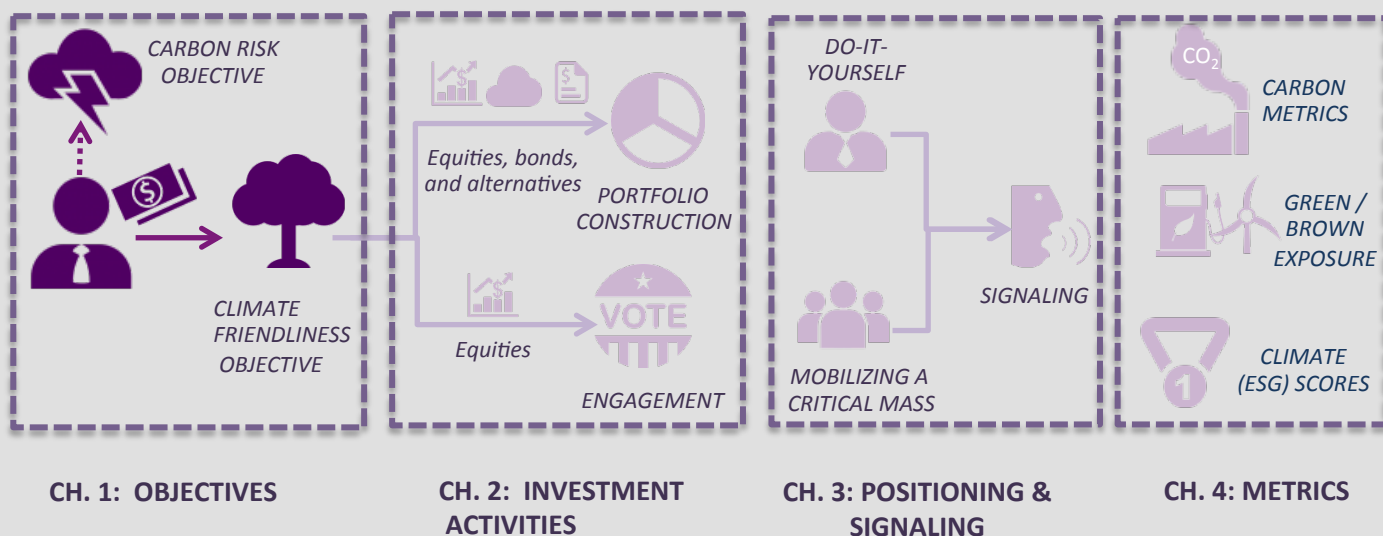 CARBON RISK
OBJECTIVE
CLIMATE
FRIENDLINESS
OBJECTIVE
Equities, bonds,
and alternatives
PORTFOLIO
CONSTRUCTION
Equities
VOTE
ENGAGEMENT
DO-IT-
YOURSELF
SIGNALING
MOBILIZING A
CRITICAL MASS
CO2
CARBON
METRICS
GREEN /
BROWN
EXPOSURE
1
CLIMATE
(ESG) SCORES
CH. 1: OBJECTIVES
CH. 2: INVESTMENT
ACTIVITIES
CH. 3: POSITIONING &
SIGNALING
CH. 4: METRICS